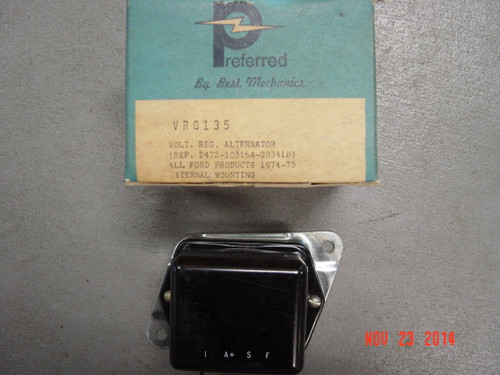 Preferred
By Best Mechanics
VRG135
VOLT. REG. ALTERNATOR
(REP. D4TZ-10316A-GR341B)
ALL FORD PRODUCTS 1974-75
EXTERNAL MOUNTING
I A+ S F
NOV 23 2014